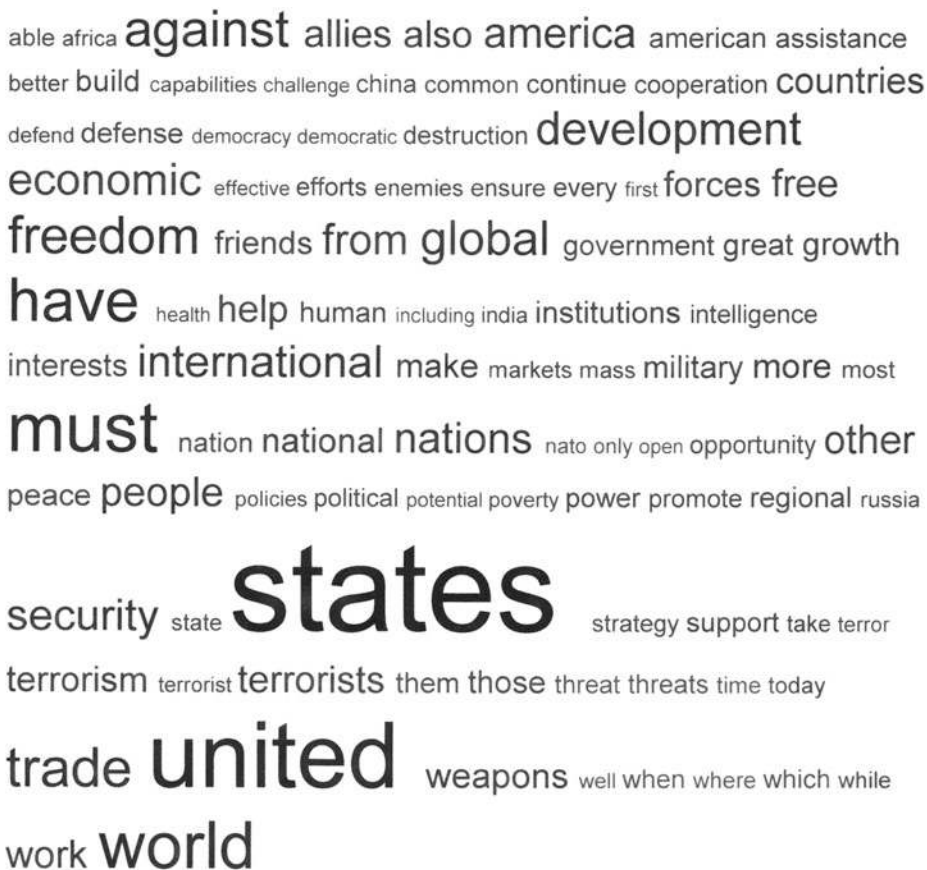 able africa against allies also america american assistance
better build capabilities challenge china common continue cooperation countries
defend defense democracy democratic destruction development
economic effective efforts enemies ensure every first forces free
freedom friends from global government great growth
have health help human including india institutions intelligence
interests international make markets mass military more most
must nation national nations nato only open opportunity other
peace people policies political potential poverty power promote regional russia
security state states strategy support take terror
terrorism terrorist terrorists them those threat threats time today
trade united weapons well when where which while
work world